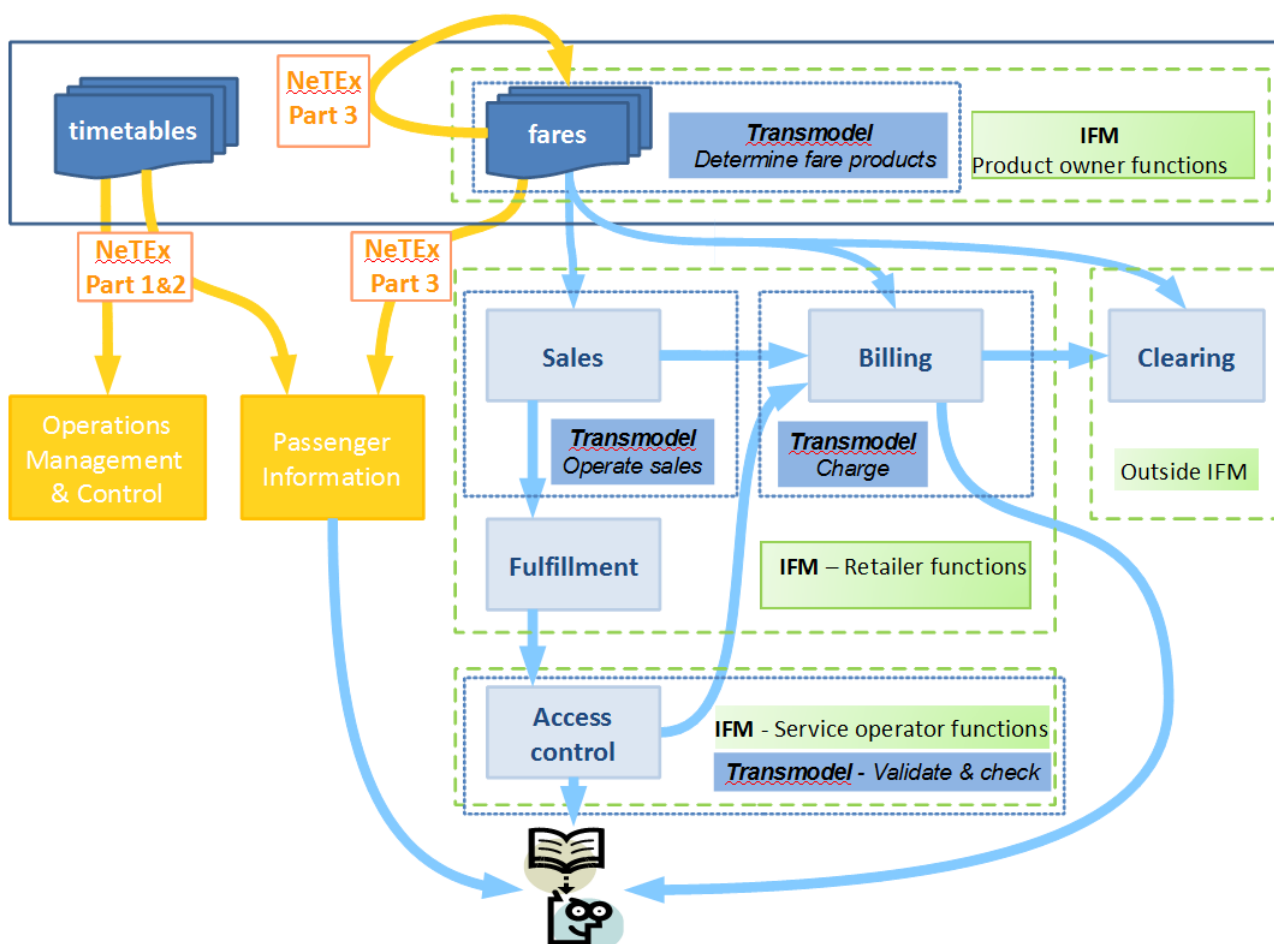 timetables
NeTEx
Part 3
fares
Transmodel
Determine fare products
IFM
Product owner functions
NeTEx
Part 1&2
NeTEx
Part 3
Sales
Billing
Clearing
Transmodel
Operate sales
Transmodel
Charge
Outside IFM
Operations
Management
& Control
Passenger
Information
Fulfillment
IFM – Retailer functions
Access
control
IFM - Service operator functions
Transmodel - Validate & check